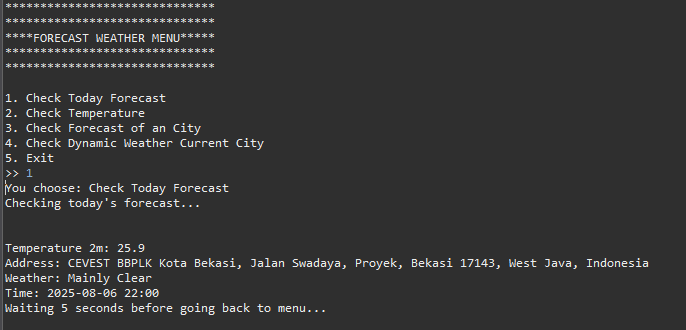 ******************************
******************************
****FORECAST WEATHER MENU*****
******************************
******************************
1. Check Today Forecast
2. Check Temperature
3. Check Forecast of an City
4. Check Dynamic Weather Current City
5. Exit
>> 1
You choose: Check Today Forecast
Checking today's forecast...
Temperature 2m: 25.9
Address: CEVEST BBPLK Kota Bekasi, Jalan Swadaya, Proyek, Bekasi 17143, West Java, Indonesia
Weather: Mainly Clear
Time: 2025-08-06 22:00
Waiting 5 seconds before going back to menu...